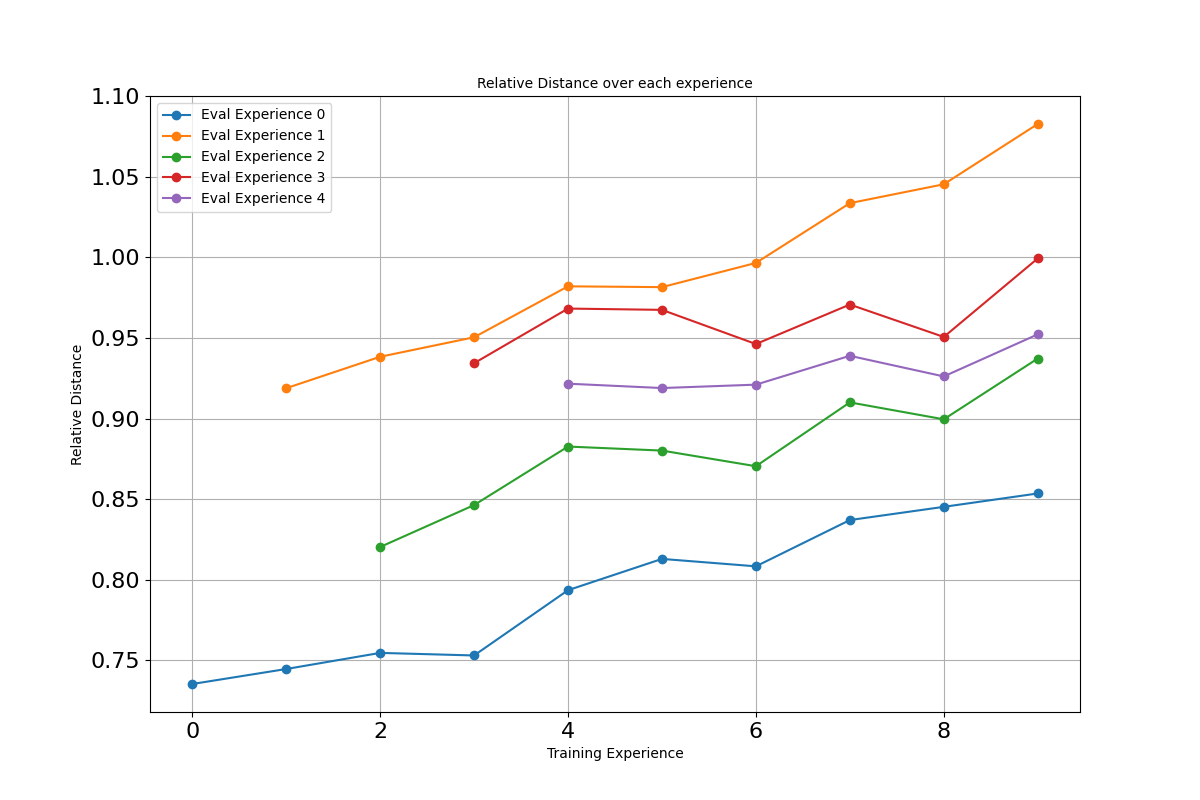 Relative Distance over each experience
1.10
1.05
1.00
0.95
0.90
0.85
0.80
0.75
Relative Distance
Eval Experience 0
Eval Experience 1
Eval Experience 2
Eval Experience 3
Eval Experience 4
0 2 4 6 8
Training Experience